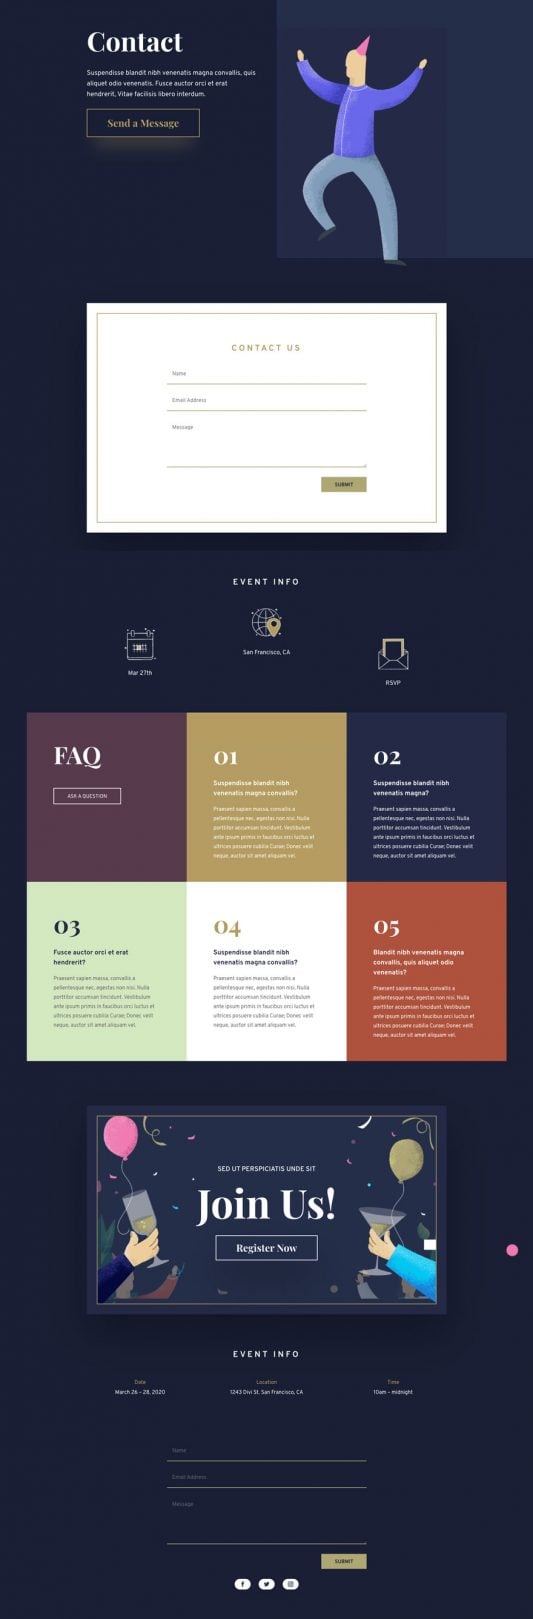 Contact
Suspendisse blandit nibh venenatis magna convallis, quis
aliquet odio venenatis. Fusce auctor orci et erat
hendrerit, Vitae facilisis libero interdum.
Send a Message
CONTACT US
Name
Email Address
Message
SUBMIT
EVENT INFO
Mar 27th
San Francisco, CA
RSVP
FAQ
ASK A QUESTION
01
Suspendisse blandit nibh
venenatis magna convallis?
Praesent sapien massa, convallis a
pellentesque nec, egestas non nisi. Nulla
porttitor accumsan tincidunt. Vestibulum
ante ipsum primis in faucibus orci luctus et
ultrices posuere cubilia Curae; Donec velit
neque, auctor sit amet aliquam vel.
02
Suspendisse blandit nibh
venenatis magna?
Praesent sapien massa, convallis a
pellentesque nec, egestas non nisi. Nulla
porttitor accumsan tincidunt. Vestibulum
ante ipsum primis in faucibus orci luctus et
ultrices posuere cubilia Curae; Donec velit
neque, auctor sit amet aliquam vel.
03
Fusce auctor orci et erat
hendrerit?
Praesent sapien massa, convallis a
pellentesque nec, egestas non nisi. Nulla
porttitor accumsan tincidunt. Vestibulum
ante ipsum primis in faucibus orci luctus et
ultrices posuere cubilia Curae; Donec velit
neque, auctor sit amet aliquam vel.
04
Suspendisse blandit nibh
venenatis magna convallis?
Praesent sapien massa, convallis a
pellentesque nec, egestas non nisi. Nulla
porttitor accumsan tincidunt. Vestibulum
ante ipsum primis in faucibus orci luctus et
ultrices posuere cubilia Curae; Donec velit
neque, auctor sit amet aliquam vel.
05
Blandit nibh venenatis magna
convallis, quis aliquet odio
venenatis?
Praesent sapien massa, convallis a
pellentesque nec, egestas non nisi. Nulla
porttitor accumsan tincidunt. Vestibulum
ante ipsum primis in faucibus orci luctus et
ultrices posuere cubilia Curae; Donec velit
neque, auctor sit amet aliquam vel.
SED UT PERSPICIATIS UNDE SIT
Join Us!
Register Now
EVENT INFO
Date
March 26 – 28, 2020
Location
1243 Divi St. San Francisco, CA
Time
10am – midnight
Name
Email Address
Message
SUBMIT